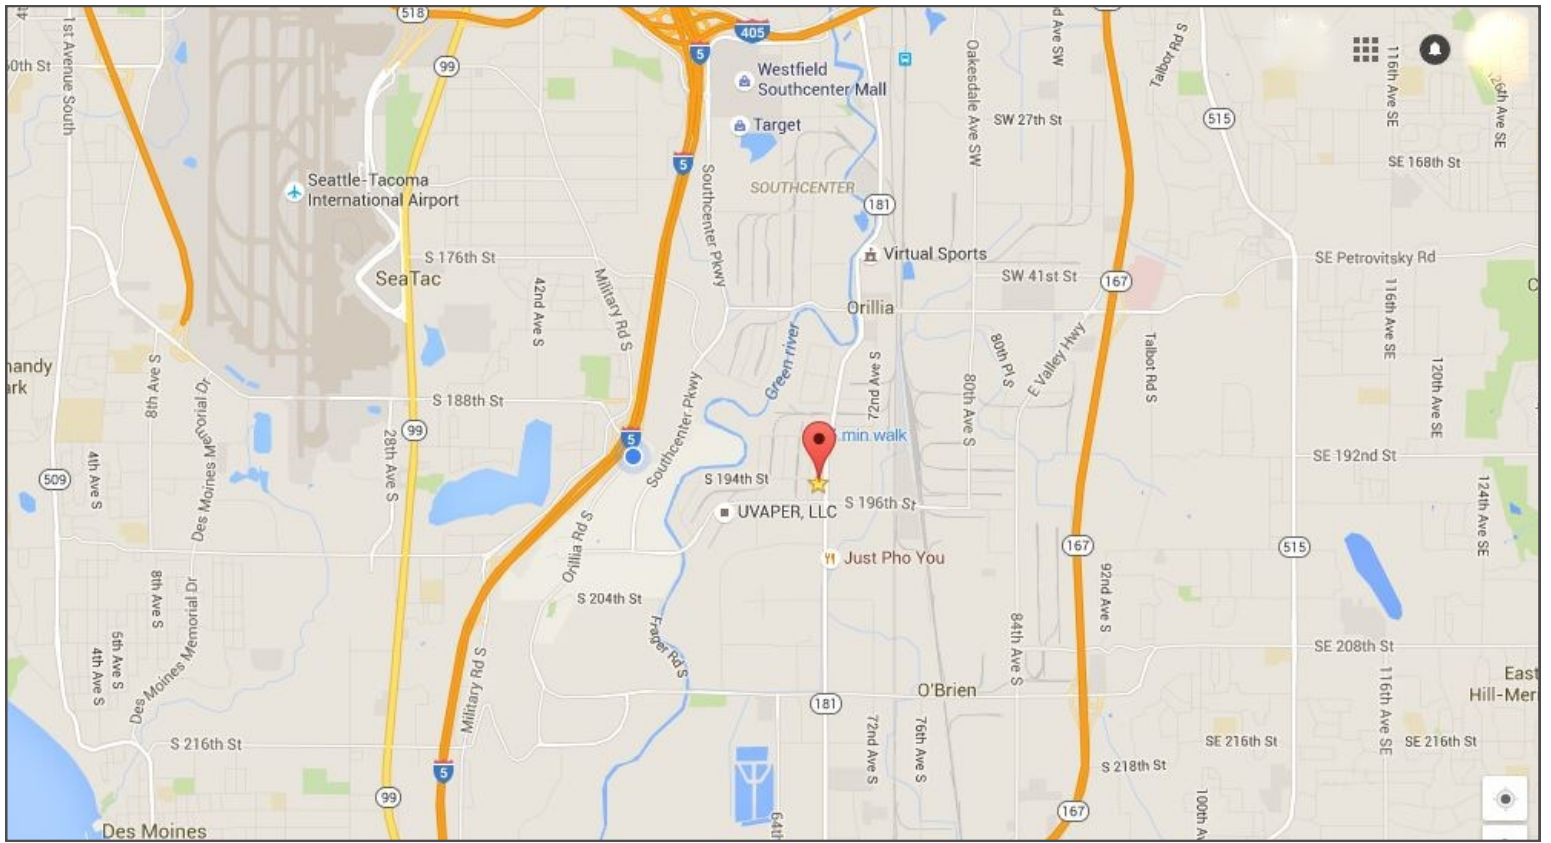 518
405
5
99
1st Avenue South
Westfield
Southcenter Mall
Target
Oakesdale Ave SW
Talbot Rd S
116th Ave SE
SW 27th St
515
SE 168th St
5
Seattle-Tacoma
International Airport
Southcenter Pkwy
SOUTHCENTER
181
S 176th St
Virtual Sports
SE Petrovitsky Rd
SeaTac
42nd Ave S
Military Rd S
SW 41st St
167
116th Ave SE
Orillia
Green river
80th Pl S
E Valley Hwy
Talbot Rd S
8th Ave S
Des Moines Memorial Dr
S 188th St
72nd Ave S
80th Ave S
120th Ave SE
99
5
Southcenter Pkwy
min walk
28th Ave S
SE 192nd St
509
4th Ave S
S 194th St
S 196th St
124th Ave SE
UVAPER, LLC
Orillia Rd S
167
515
Just Pho You
8th Ave S
Des Moines Memorial Dr
S 204th St
92nd Ave S
5th Ave S
4th Ave S
Frager Rd S
84th Ave S
SE 208th St
Military Rd S
O'Brien
116th Ave SE
East
181
S 216th St
72nd Ave S
76th Ave S
SE 216th St
SE 216th St
5
S 218th St
99
167
Des Moines